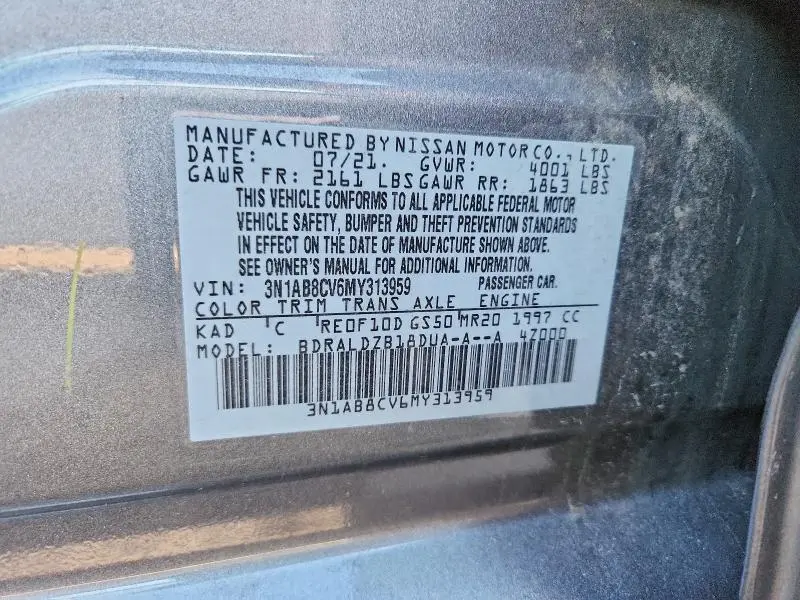 MANUFACTURED BY NISSAN MOTOR CO., LTD.
DATE: 07/21. GVWR: 4001 LBS
GAWR FR: 2161 LBS GAWR RR: 1863 LBS
THIS VEHICLE CONFORMS TO ALL APPLICABLE FEDERAL MOTOR
VEHICLE SAFETY, BUMPER AND THEFT PREVENTION STANDARDS
IN EFFECT ON THE DATE OF MANUFACTURE SHOWN ABOVE.
SEE OWNER'S MANUAL FOR ADDITIONAL INFORMATION.
VIN: 3N1AB8CV6MY313959 PASSENGER CAR.
COLOR TRIM TRANS AXLE ENGINE
KAD C RE0F10D GS50 MR20 1997 CC
MODEL: BDRALDZB18DUA-A--A 47000
3N1AB8CV6MY313959